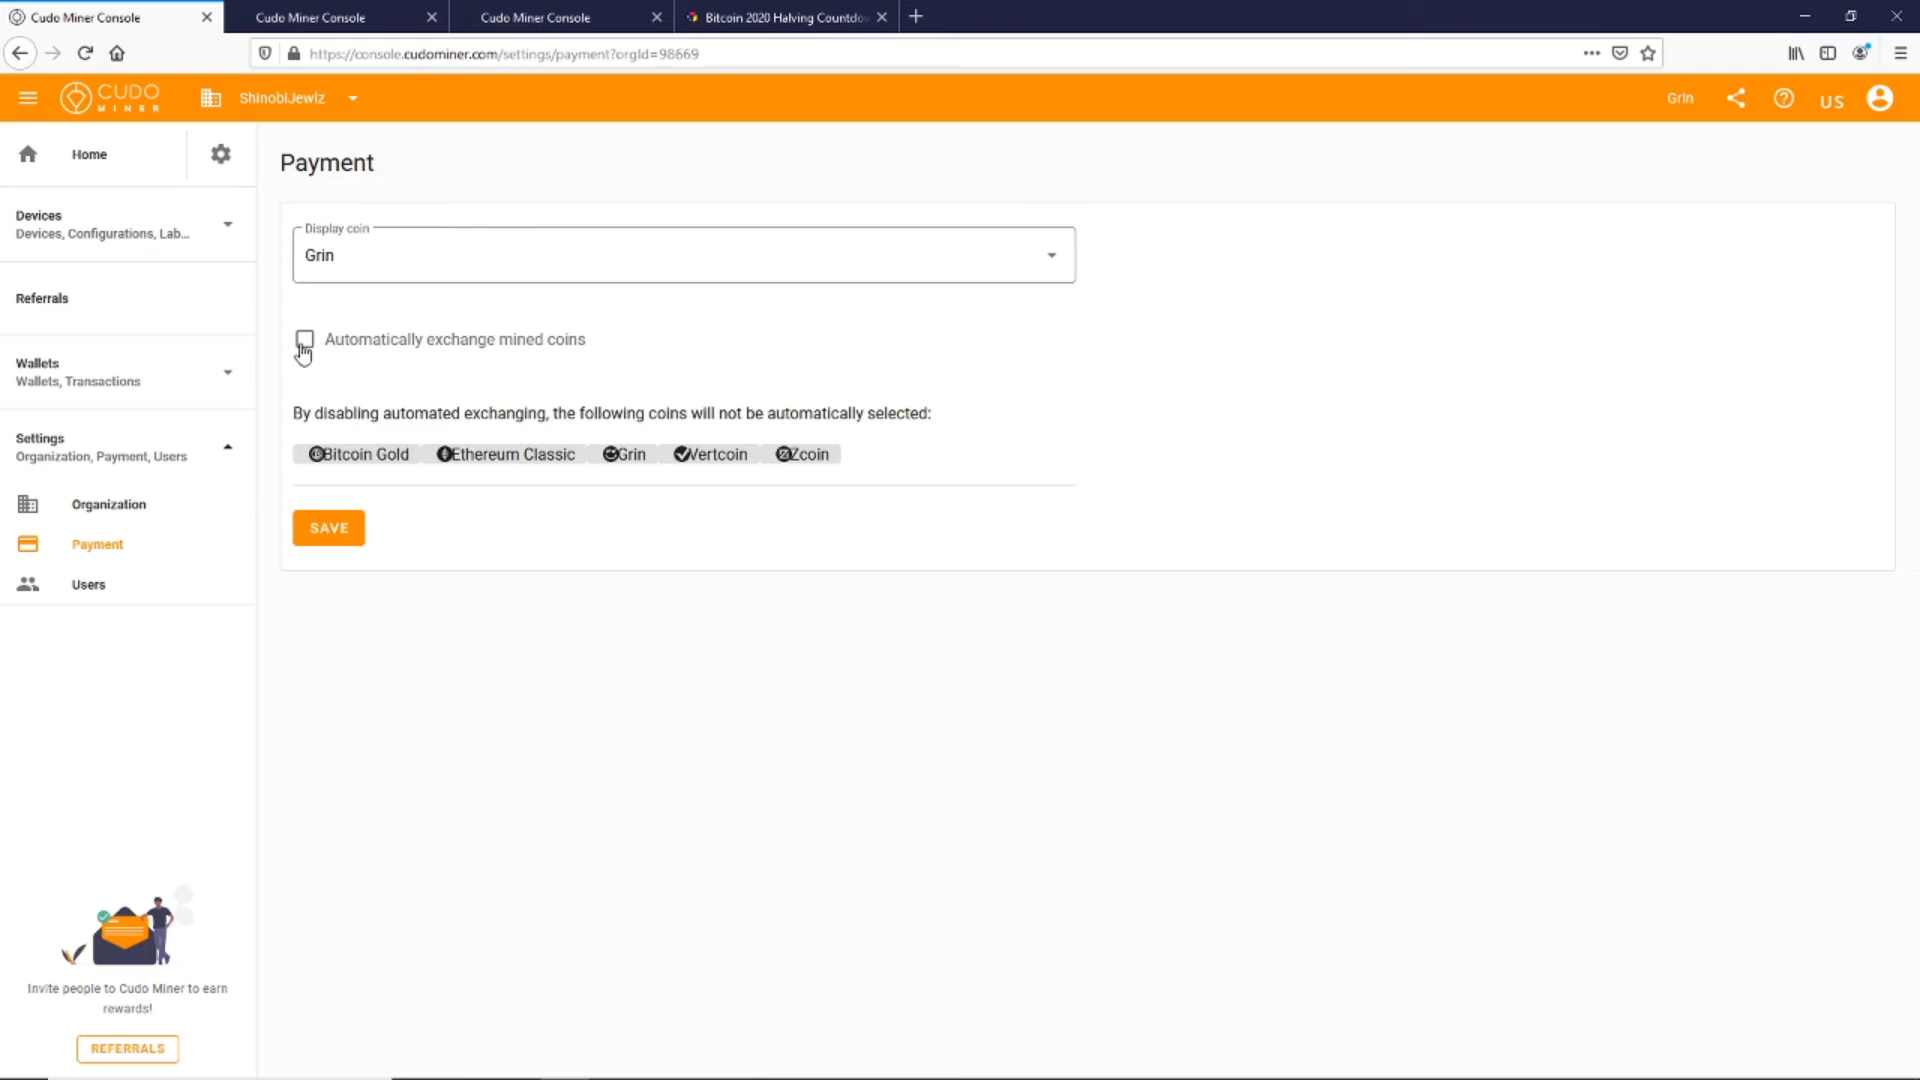 Cudo Miner Console
Cudo Miner Console
Cudo Miner Console
Bitcoin 2020 Halving Countdo
https://console.cudominer.com/settings/payment?orgId=98669
CUDO
MINER
ShinobiJewlz
Grin
US
Home
Devices
Devices, Configurations, Lab...
Referrals
Wallets
Wallets, Transactions
Settings
Organization, Payment, Users
Organization
Payment
Users
Invite people to Cudo Miner to earn
rewards!
REFERRALS
Payment
Display coin
Grin
Automatically exchange mined coins
By disabling automated exchanging, the following coins will not be automatically selected:
Bitcoin Gold Ethereum Classic Grin Vertcoin Zcoin
SAVE